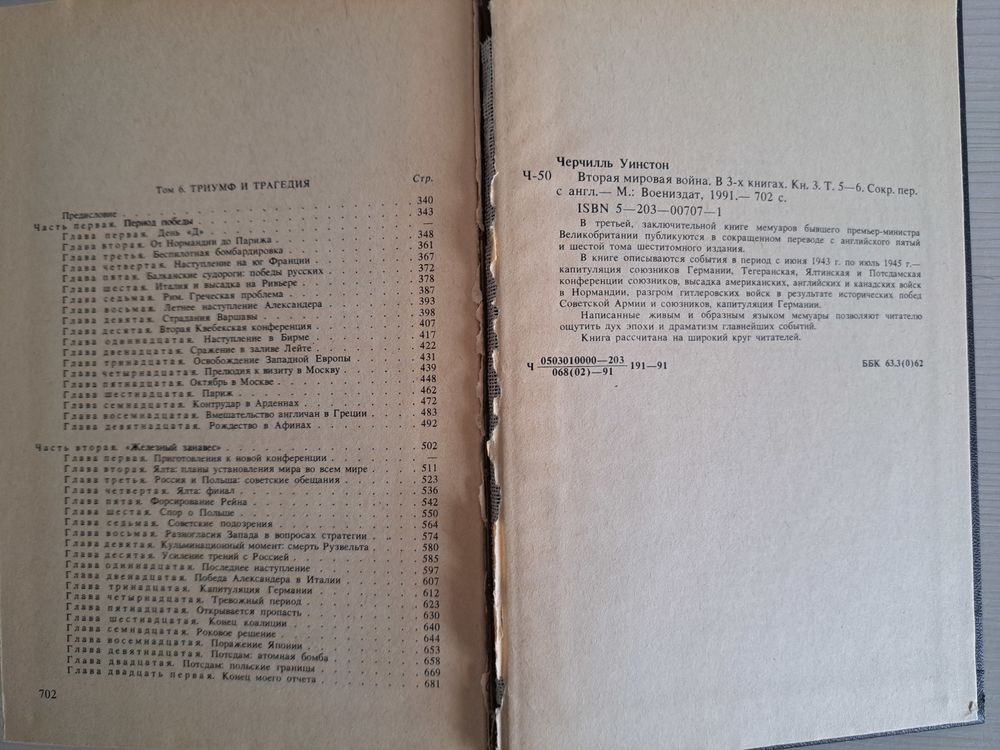 Том 6. ТРИУМФ И ТРАГЕДИЯ
Стр.
Предисловие . . . 340
Часть первая. Период победы . . . 343
Глава первая. День «Д» . . . —
Глава вторая. От Нормандии до Парижа . . . 348
Глава третья. Беспилотная бомбардировка . . . 361
Глава четвертая. Наступление на юг Франции . . . 367
Глава пятая. Балканские судороги: победы русских . . . 372
Глава шестая. Италия и высадка на Ривьере . . . 378
Глава седьмая. Рим. Греческая проблема . . . 387
Глава восьмая. Летнее наступление Александера . . . 393
Глава девятая. Страдания Варшавы . . . 398
Глава десятая. Вторая Квебекская конференция . . . 407
Глава одиннадцатая. Наступление в Бирме . . . 417
Глава двенадцатая. Сражение в заливе Лейте . . . 422
Глава тринадцатая. Освобождение Западной Европы . . . 431
Глава четырнадцатая. Прелюдия к визиту в Москву . . . 439
Глава пятнадцатая. Октябрь в Москве . . . 448
Глава шестнадцатая. Париж . . . 462
Глава семнадцатая. Контрудар в Арденнах . . . 472
Глава восемнадцатая. Вмешательство англичан в Греции . . . 483
Глава девятнадцатая. Рождество в Афинах . . . 492
Часть вторая. «Железный занавес» . . . 502
Глава первая. Приготовления к новой конференции . . . —
Глава вторая. Ялта: планы установления мира во всем мире . . . 511
Глава третья. Россия и Польша: советские обещания . . . 523
Глава четвертая. Ялта: финал . . . 536
Глава пятая. Форсирование Рейна . . . 542
Глава шестая. Спор о Польше . . . 550
Глава седьмая. Советские подозрения . . . 564
Глава восьмая. Разногласия Запада в вопросах стратегии . . . 574
Глава девятая. Кульминационный момент: смерть Рузвельта . . . 580
Глава десятая. Усиление трений с Россией . . . 585
Глава одиннадцатая. Последнее наступление . . . 597
Глава двенадцатая. Победа Александера в Италии . . . 607
Глава тринадцатая. Капитуляция Германии . . . 612
Глава четырнадцатая. Тревожный период . . . 623
Глава пятнадцатая. Открывается пропасть . . . 630
Глава шестнадцатая. Конец коалиции . . . 640
Глава семнадцатая. Роковое решение . . . 644
Глава восемнадцатая. Поражение Японии . . . 653
Глава девятнадцатая. Потсдам: атомная бомба . . . 658
Глава двадцатая. Потсдам: польские границы . . . 669
Глава двадцать первая. Конец моего отчета . . . 681
702
Черчилль Уинстон
Ч-50 Вторая мировая война. В 3-х книгах. Кн. 3. Т. 5—6. Сокр. пер.
с англ.— М.: Воениздат, 1991.— 702 с.
ISBN 5—203—00707—1
В третьей, заключительной книге мемуаров бывшего премьер-министра
Великобритании публикуются в сокращенном переводе с английского пятый
и шестой тома шеститомного издания.
В книге описываются события в период с июня 1943 г. по июль 1945 г.—
капитуляция союзников Германии, Тегеранская, Ялтинская и Потсдамская
конференции союзников, высадка американских, английских и канадских войск
в Нормандии, разгром гитлеровских войск в результате исторических побед
Советской Армии и союзников, капитуляция Германии.
Написанные живым и образным языком мемуары позволяют читателю
ощутить дух эпохи и драматизм главнейших событий.
Книга рассчитана на широкий круг читателей.
Ч 0503010000—203
068(02)—91
191—91
ББК 63.3(0)62